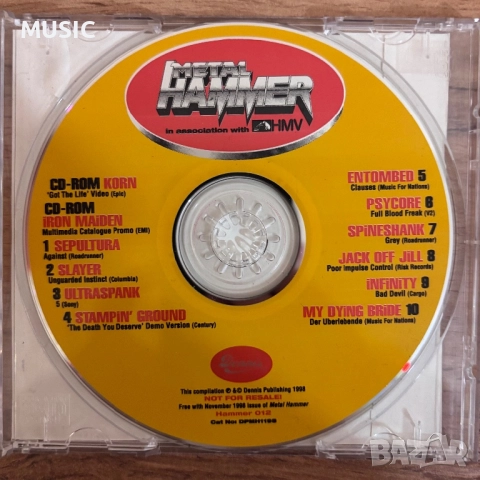 MUSIC
METAL
HAMMER
in association with HMV
CD-ROM KORN
'Got The Life' Video (Epic)
CD-ROM
IRON MAIDEN
Multimedia Catalogue Promo (EMI)
1 SEPULTURA
Against (Roadrunner)
2 SLAYER
Unguarded Instinct (Columbia)
3 ULTRASPANK
5 (Sony)
4 STAMPIN' GROUND
'The Death You Deserve' Demo Version (Century)
ENTOMBED 5
Clauses (Music For Nations)
PSYCORE 6
Full Blood Freak (V2)
SPINESHANK 7
Grey (Roadrunner)
JACK OFF JILL 8
Poor Impulse Control (Risk Records)
INFINITY 9
Bad Devil (Cargo)
MY DYING BRIDE 10
Der Uberlebende (Music For Nations)
This compilation © &© Dennis Publishing 1998
NOT FOR RESALE!
Free with November 1998 issue of Metal Hammer
Hammer 012
Cat No: DPMH1198
bazar.bg